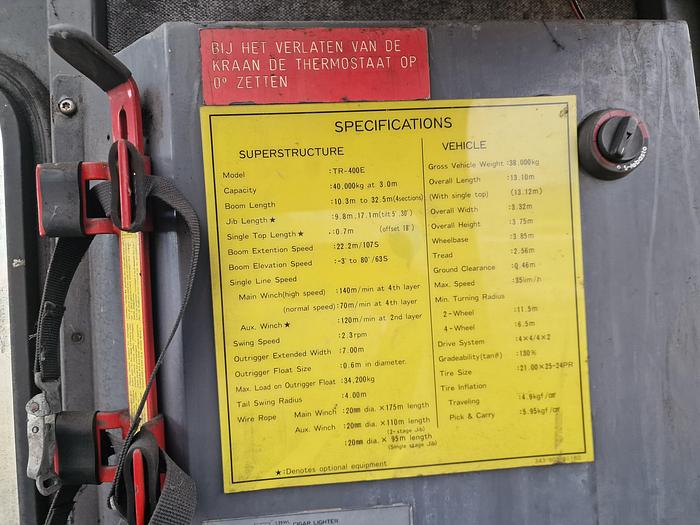 BIJ HET VERLATEN VAN DE
KRAAN DE THERMOSTAAT OP
0° ZETTEN
SPECIFICATIONS
SUPERSTRUCTURE
Model :TR-400E
Capacity :40,000kg at 3.0m
Boom Length :10.3m to 32.5m(4sections)
Jib Length★ :9.8m,17.1m(tilt 5°,30°)
Single Top Length★ :0.7m (offset 18°)
Boom Extention Speed :22.2m/107S
Boom Elevation Speed :-3° to 80°/63S
Single Line Speed
Main Winch(high speed) :140m/min at 4th layer
(normal speed):70m/min at 4th layer
Aux. Winch★ :120m/min at 2nd layer
Swing Speed :2.3rpm
Outrigger Extended Width :7.00m
Outrigger Float Size :0.6m in diameter.
Max. Load on Outrigger Float :34,200kg
Tail Swing Radius :4.00m
Wire Rope Main Winch :20mm dia. ×175m length
Aux. Winch :20mm dia. ×110m length
(2-stage Jib)
:20mm dia. × 95m length
(Single stage Jib)
★:Denotes optional equipment
VEHICLE
Gross Vehicle Weight :38,000kg
Overall Length :13.10m
(With single top) (13.12m)
Overall Width :3.32m
Overall Height :3.75m
Wheelbase :3.85m
Tread :2.56m
Ground Clearance :0.46m
Max. Speed :35km/h
Min. Turning Radius
2-Wheel :11.5m
4-Wheel :6.5m
Drive System :4×4/4×2
Gradeability(tanθ) :130%
Tire Size :21.00×25-24PR
Tire Inflation
Traveling :4.9kgf/cm²
Pick & Carry :5.95kgf/cm²
CIGAR LIGHTER